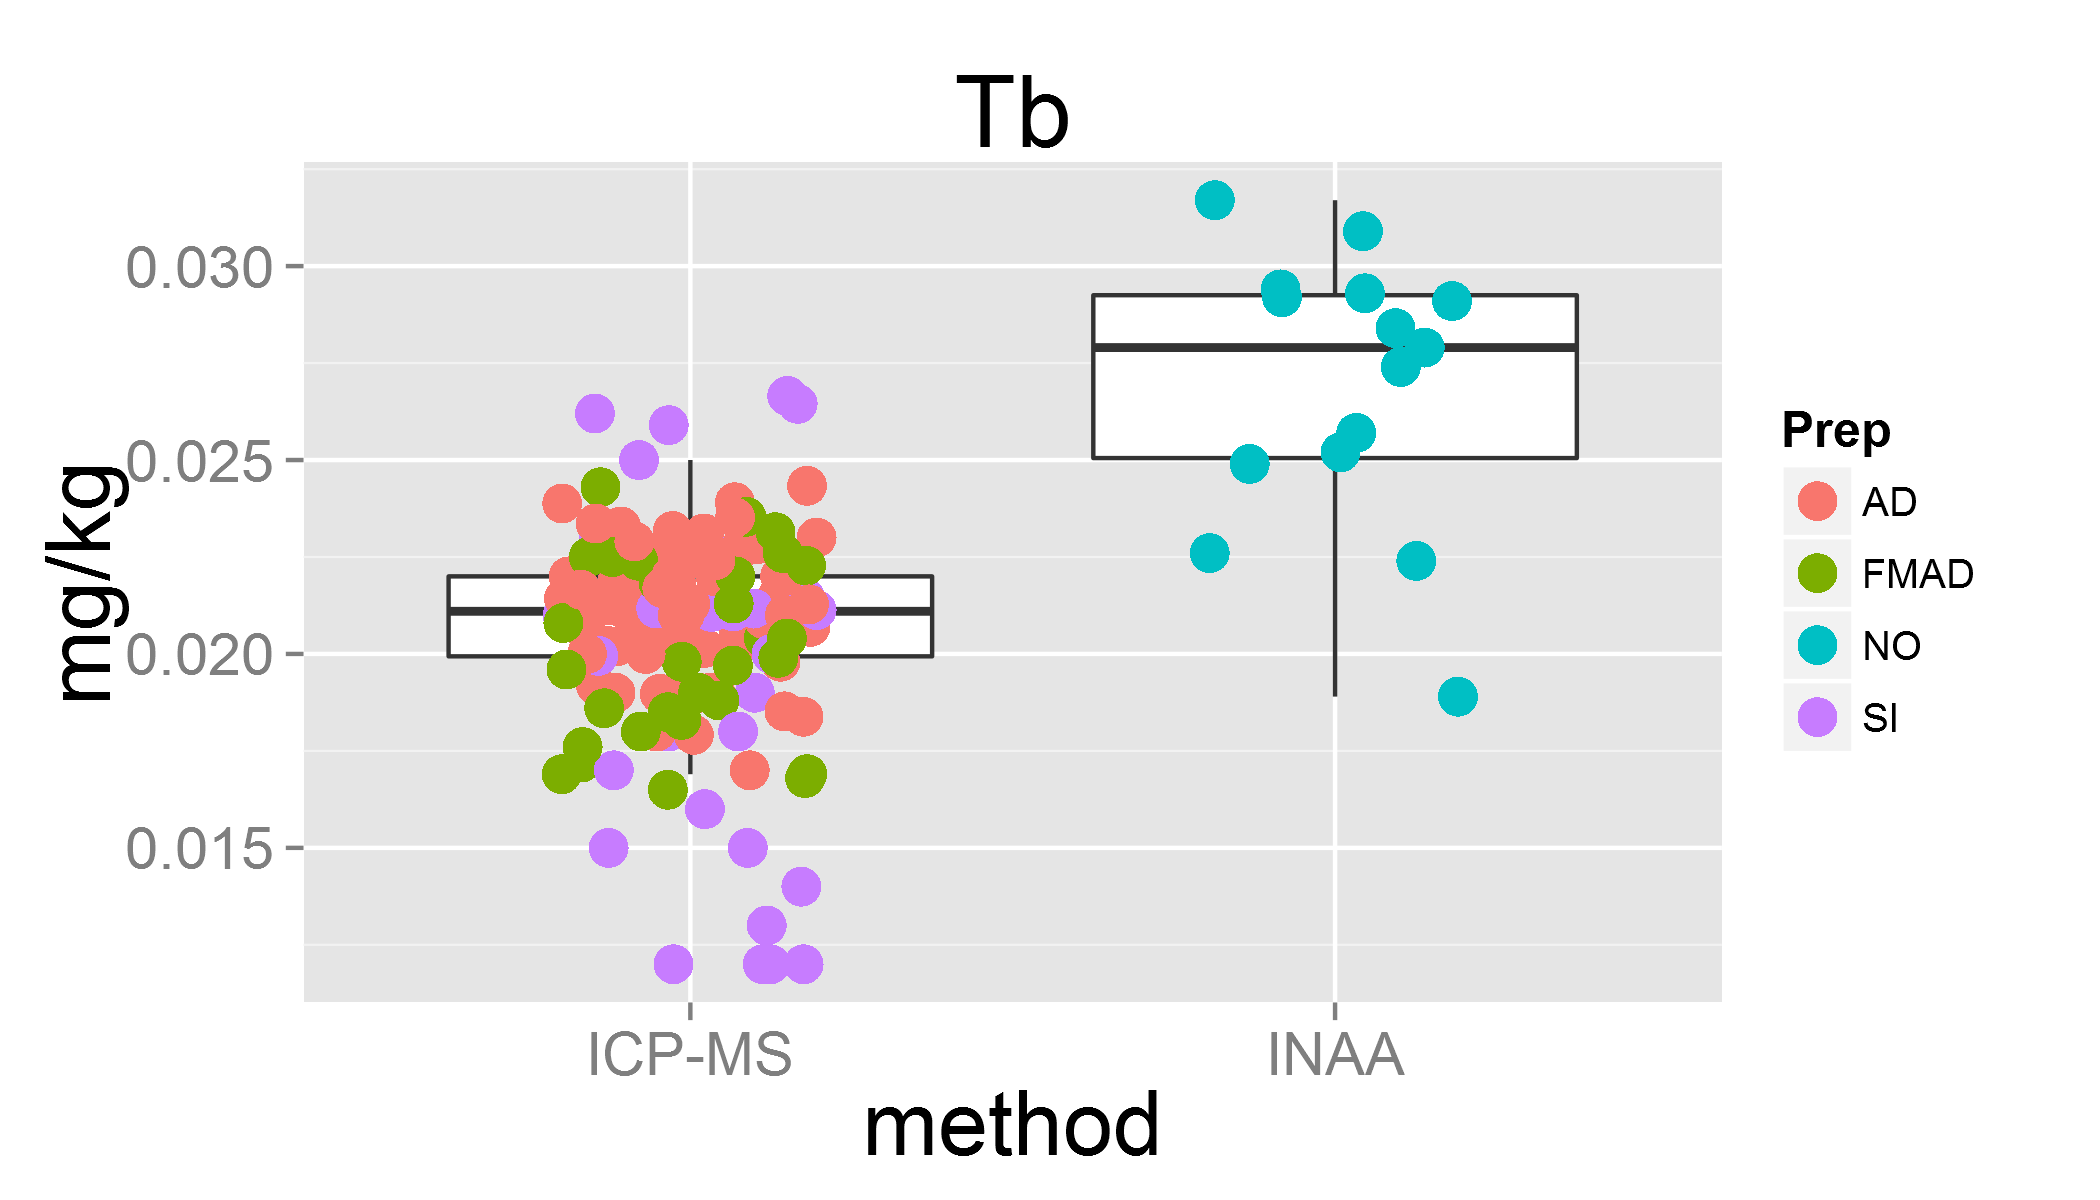 Tb
mg/kg
0.030
0.025
0.020
0.015
ICP-MS
INAA
method
Prep
AD
FMAD
NO
SI